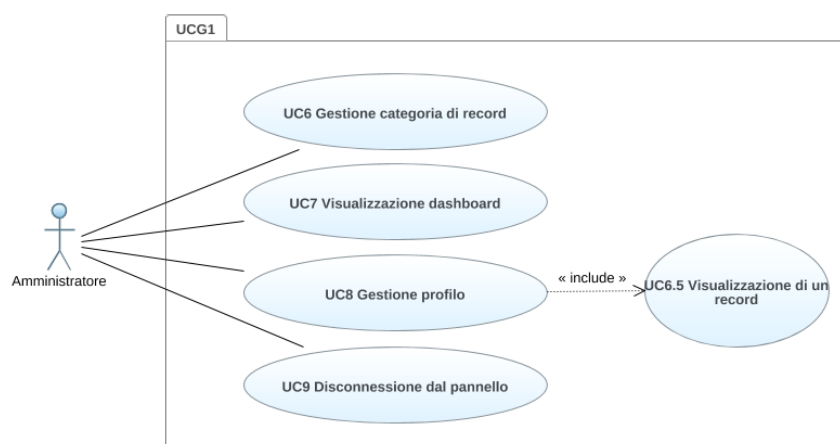 UCG1
UC6 Gestione categoria di record
UC7 Visualizzazione dashboard
Amministratore
UC8 Gestione profilo
« include »
UC6.5 Visualizzazione di un
record
UC9 Disconnessione dal pannello